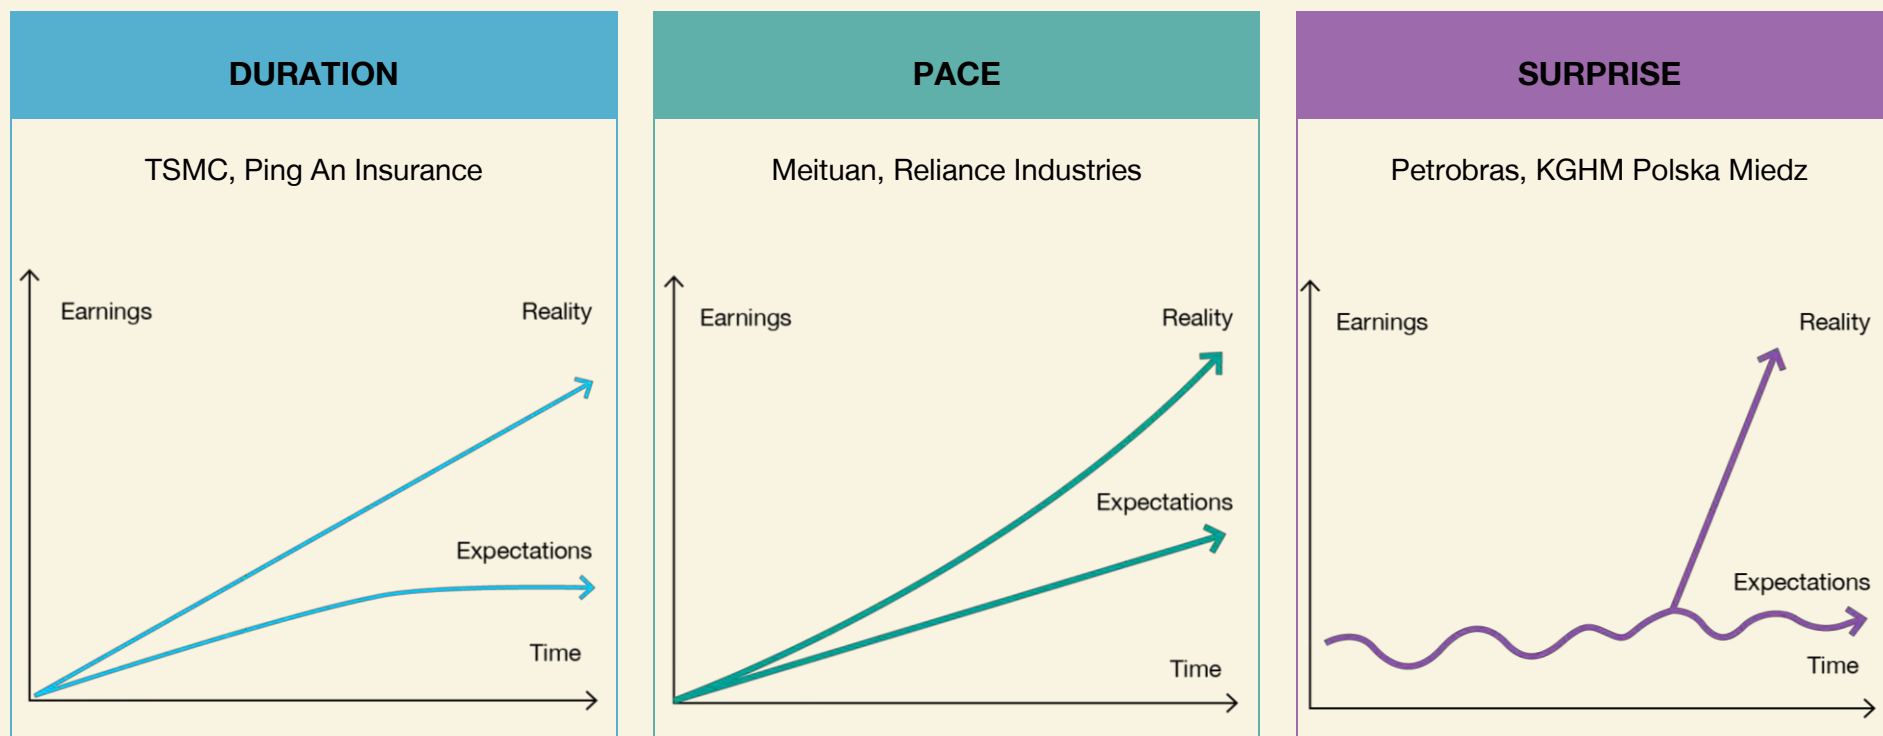 DURATION
TSMC, Ping An Insurance
Earnings
Reality
Expectations
Time
PACE
Meituan, Reliance Industries
Earnings
Reality
Expectations
Time
SURPRISE
Petrobras, KGHM Polska Miedz
Earnings
Reality
Expectations
Time